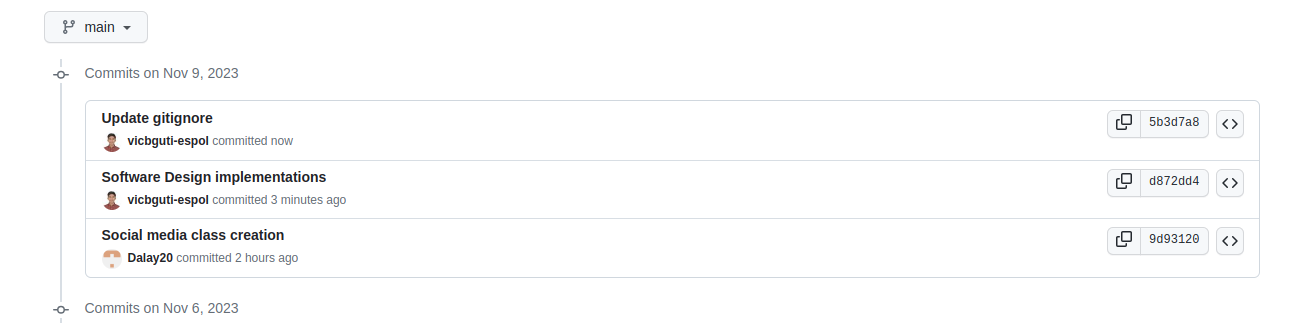 main
Commits on Nov 9, 2023
Update gitignore
5b3d7a8
vicbguti-espol committed now
Software Design implementations
d872dd4
vicbguti-espol committed 3 minutes ago
Social media class creation
9d93120
Dalay20 committed 2 hours ago
Commits on Nov 6, 2023